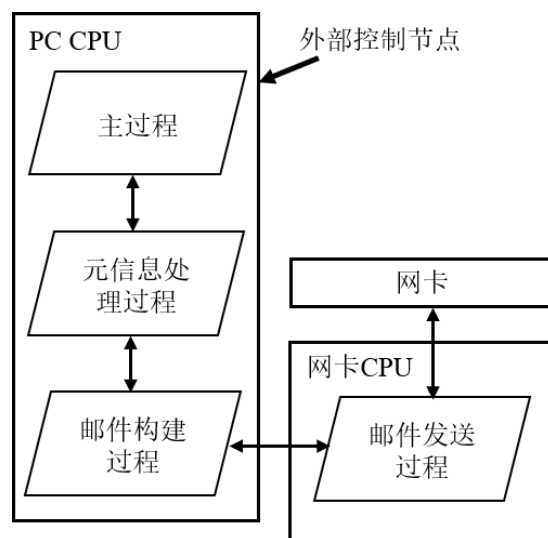 PC CPU
外部控制节点
主过程
元信息处
理过程
网卡
网卡CPU
邮件构建
过程
邮件发送
过程